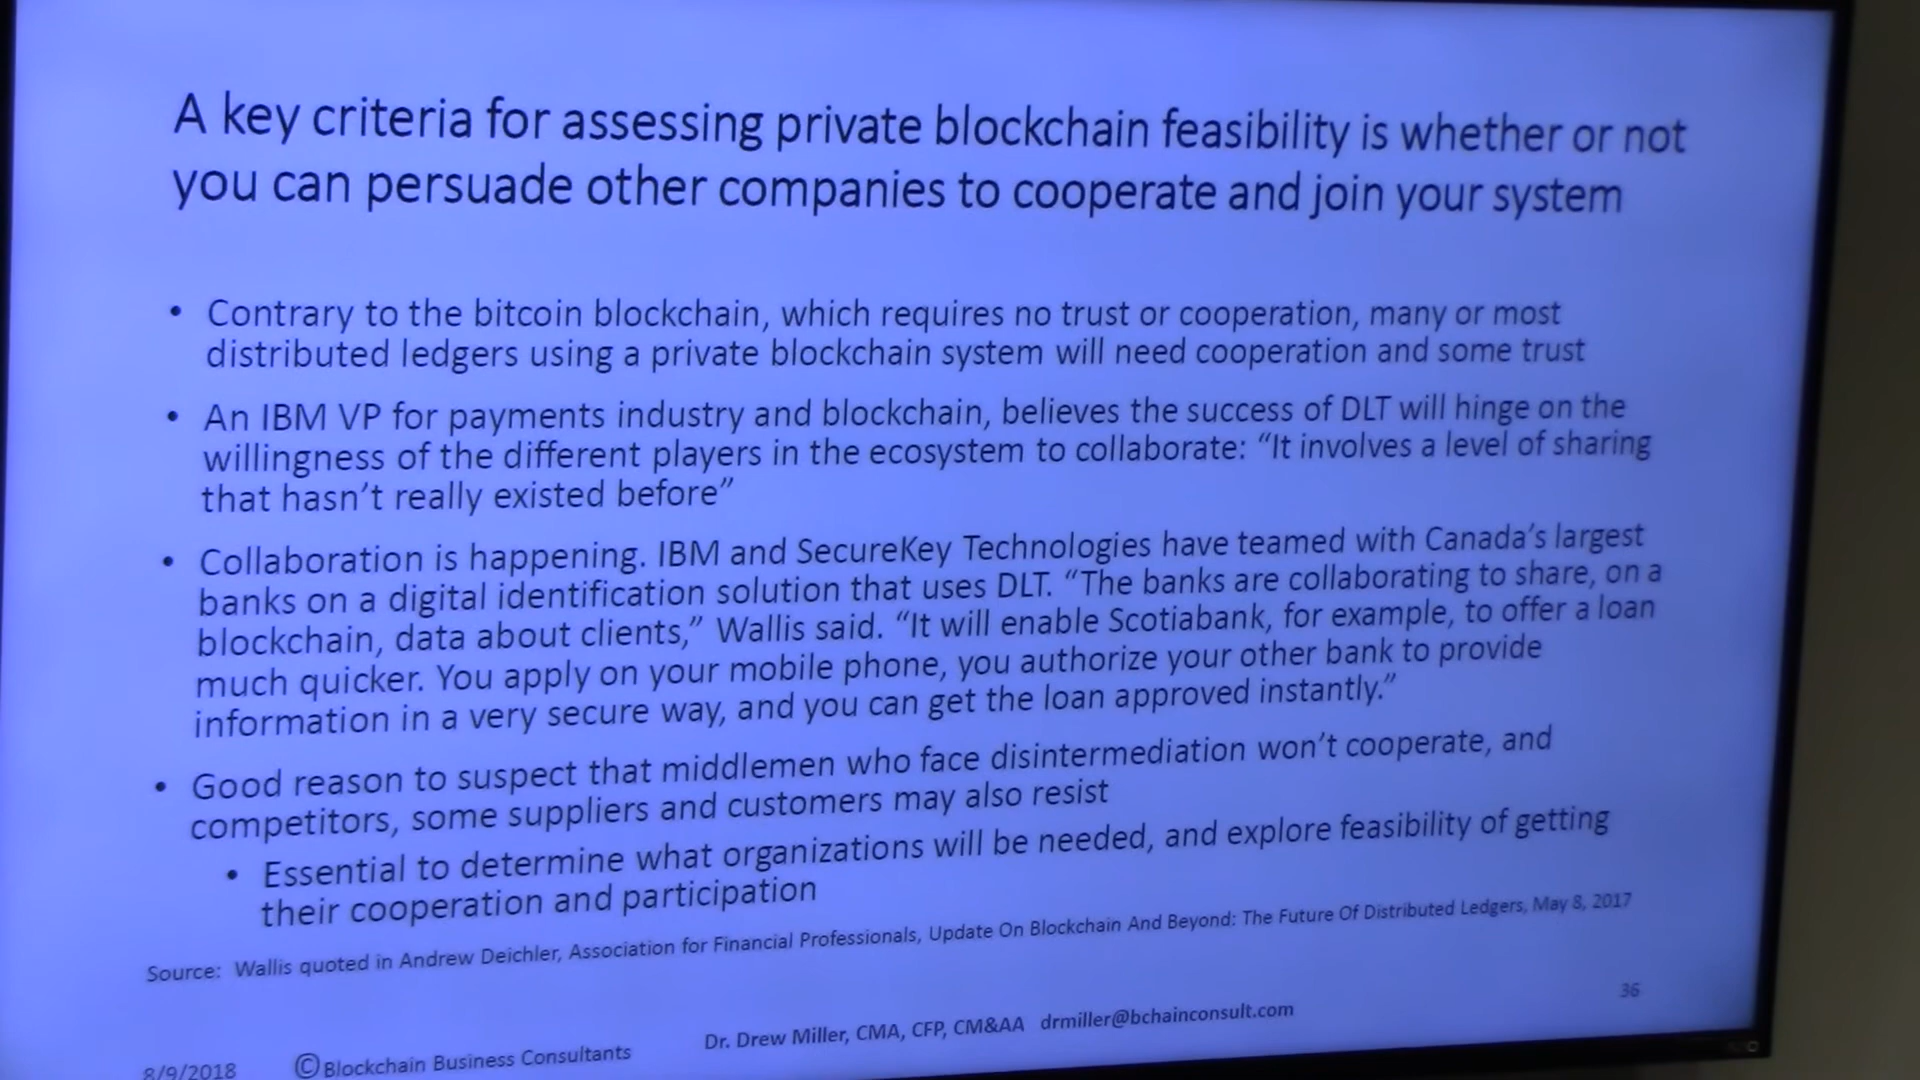 A key criteria for assessing private blockchain feasibility is whether or not
you can persuade other companies to cooperate and join your system
• Contrary to the bitcoin blockchain, which requires no trust or cooperation, many or most
distributed ledgers using a private blockchain system will need cooperation and some trust
• An IBM VP for payments industry and blockchain, believes the success of DLT will hinge on the
willingness of the different players in the ecosystem to collaborate: “It involves a level of sharing
that hasn’t really existed before”
• Collaboration is happening. IBM and SecureKey Technologies have teamed with Canada’s largest
banks on a digital identification solution that uses DLT. “The banks are collaborating to share, on a
blockchain, data about clients,” Wallis said. “It will enable Scotiabank, for example, to offer a loan
much quicker. You apply on your mobile phone, you authorize your other bank to provide
information in a very secure way, and you can get the loan approved instantly.”
• Good reason to suspect that middlemen who face disintermediation won’t cooperate, and
competitors, some suppliers and customers may also resist
• Essential to determine what organizations will be needed, and explore feasibility of getting
their cooperation and participation
Source: Wallis quoted in Andrew Deichler, Association for Financial Professionals, Update On Blockchain And Beyond: The Future Of Distributed Ledgers, May 8, 2017
36
8/9/2018 ©Blockchain Business Consultants Dr. Drew Miller, CMA, CFP, CM&AA drmiller@bchainconsult.com